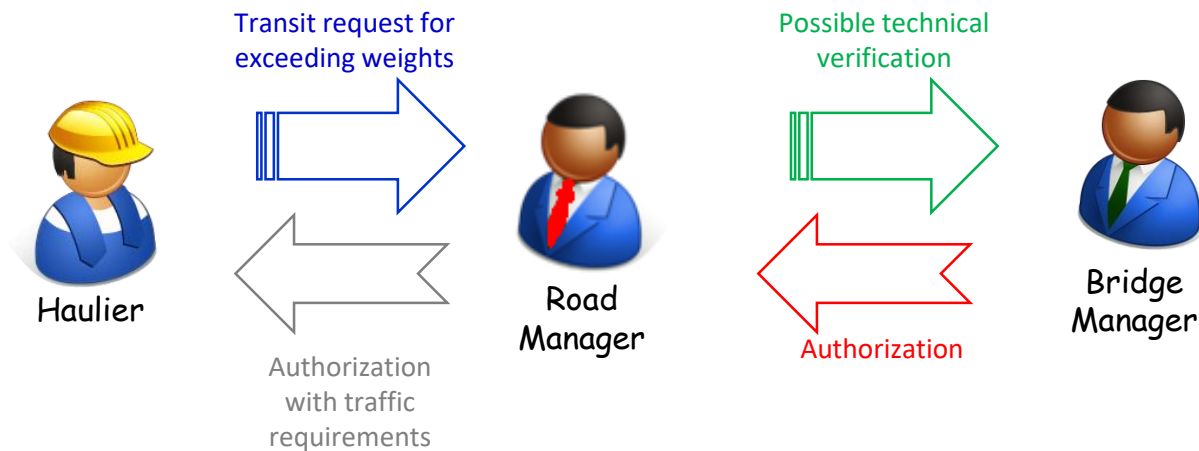 Transit request for
exceeding weights
Possible technical
verification
Haulier
Road
Manager
Bridge
Manager
Authorization
with traffic
requirements
Authorization